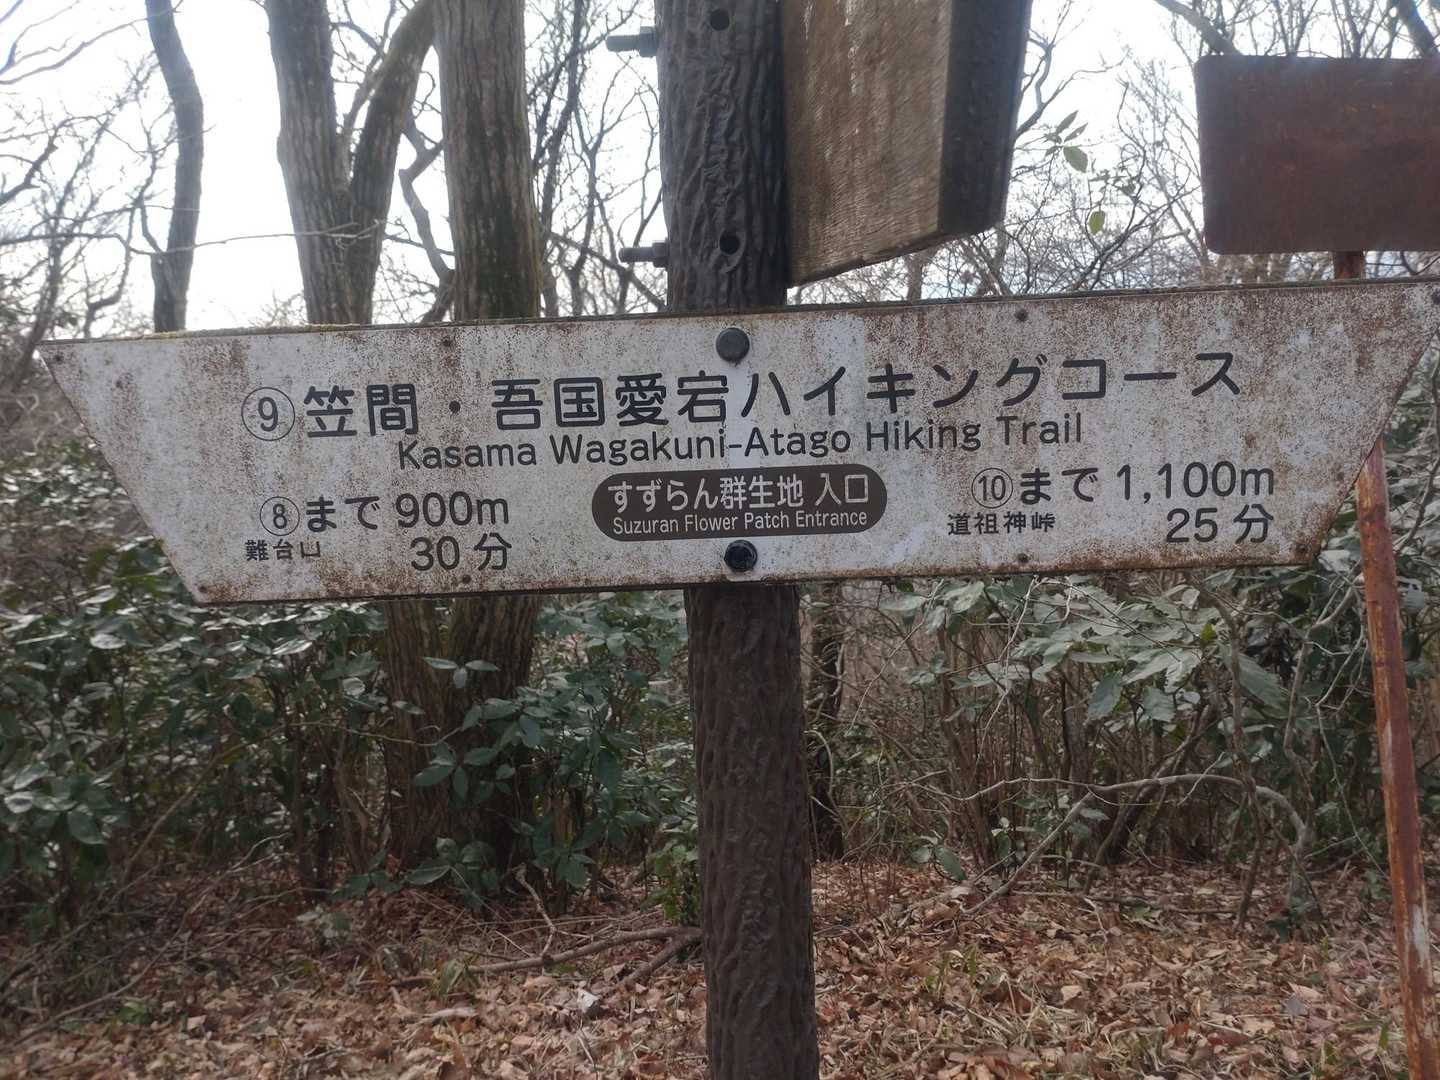 ⑨笠間・吾国愛宕ハイキングコース
Kasama Wagakuni-Atago Hiking Trail
⑧まで 900m
難台山 30分
すずらん群生地 入口
Suzuran Flower Patch Entrance
⑩まで 1,100m
道祖神峠 25分